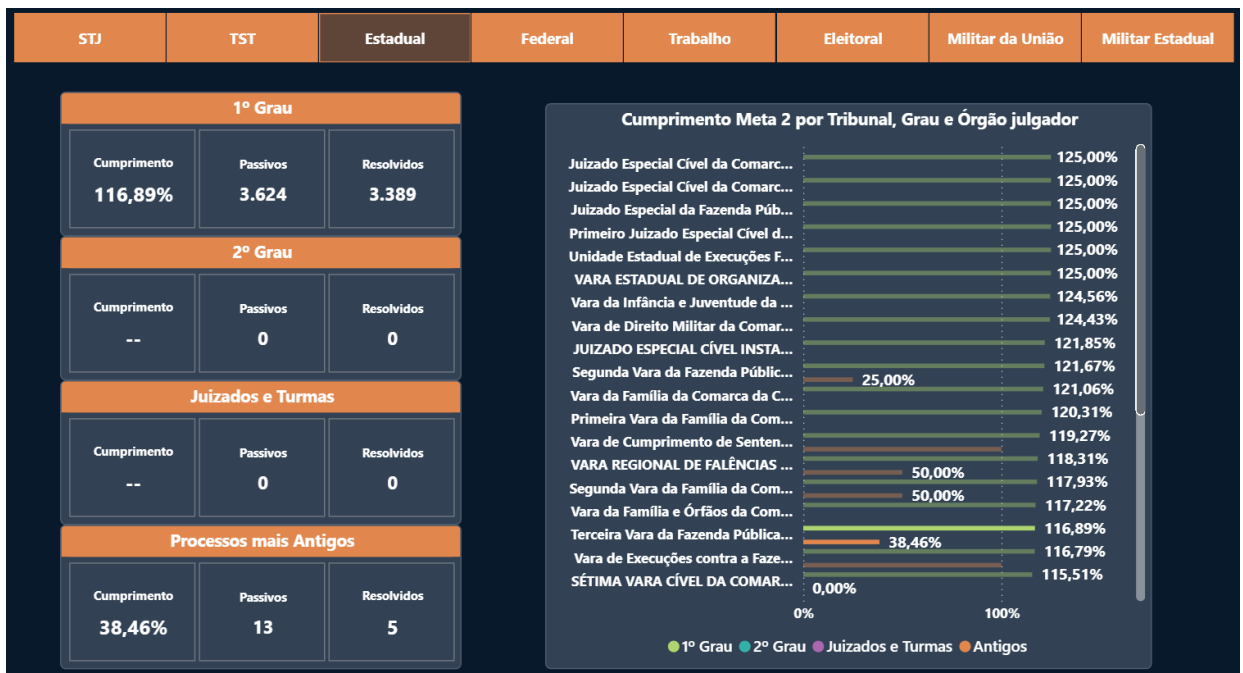 STJ TST Estadual Federal Trabalho Eleitoral Militar da União Militar Estadual
1º Grau
Cumprimento Passivos Resolvidos
116,89% 3.624 3.389
2º Grau
Cumprimento Passivos Resolvidos
-- 0 0
Juizados e Turmas
Cumprimento Passivos Resolvidos
-- 0 0
Processos mais Antigos
Cumprimento Passivos Resolvidos
38,46% 13 5
Cumprimento Meta 2 por Tribunal, Grau e Órgão julgador
Juizado Especial Cível da Comarc... 125,00%
Juizado Especial Cível da Comarc... 125,00%
Juizado Especial da Fazenda Púb... 125,00%
Primeiro Juizado Especial Cível d... 125,00%
Unidade Estadual de Execuções F... 125,00%
VARA ESTADUAL DE ORGANIZA... 125,00%
Vara da Infância e Juventude da ... 124,56%
Vara de Direito Militar da Comar... 124,43%
JUIZADO ESPECIAL CÍVEL INSTA... 121,85%
Segunda Vara da Fazenda Públic... 121,67%
25,00%
Vara da Família da Comarca da C... 121,06%
Primeira Vara da Família da Com... 120,31%
Vara de Cumprimento de Senten... 119,27%
VARA REGIONAL DE FALÊNCIAS ... 118,31%
50,00%
Segunda Vara da Família da Com... 117,93%
50,00%
Vara da Família e Órfãos da Com... 117,22%
Terceira Vara da Fazenda Pública... 116,89%
38,46%
Vara de Execuções contra a Faze... 116,79%
SÉTIMA VARA CÍVEL DA COMAR... 115,51%
0,00%
0% 100%
1º Grau 2º Grau Juizados e Turmas Antigos